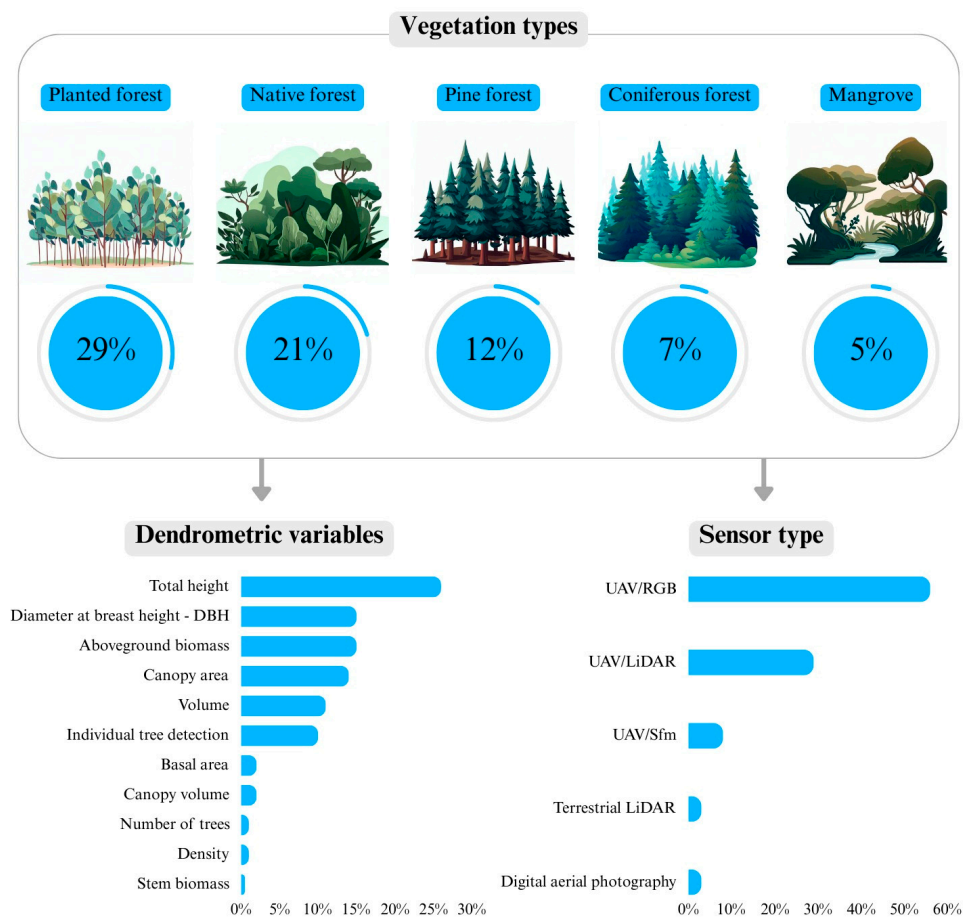 Vegetation types
Planted forest
Native forest
Pine forest
Coniferous forest
Mangrove
29%
21%
12%
7%
5%
Dendrometric variables
Total height
Diameter at breast height - DBH
Aboveground biomass
Canopy area
Volume
Individual tree detection
Basal area
Canopy volume
Number of trees
Density
Stem biomass
0% 5% 10% 15% 20% 25% 30%
Sensor type
UAV/RGB
UAV/LiDAR
UAV/Sfm
Terrestrial LiDAR
Digital aerial photography
0% 10% 20% 30% 40% 50% 60%